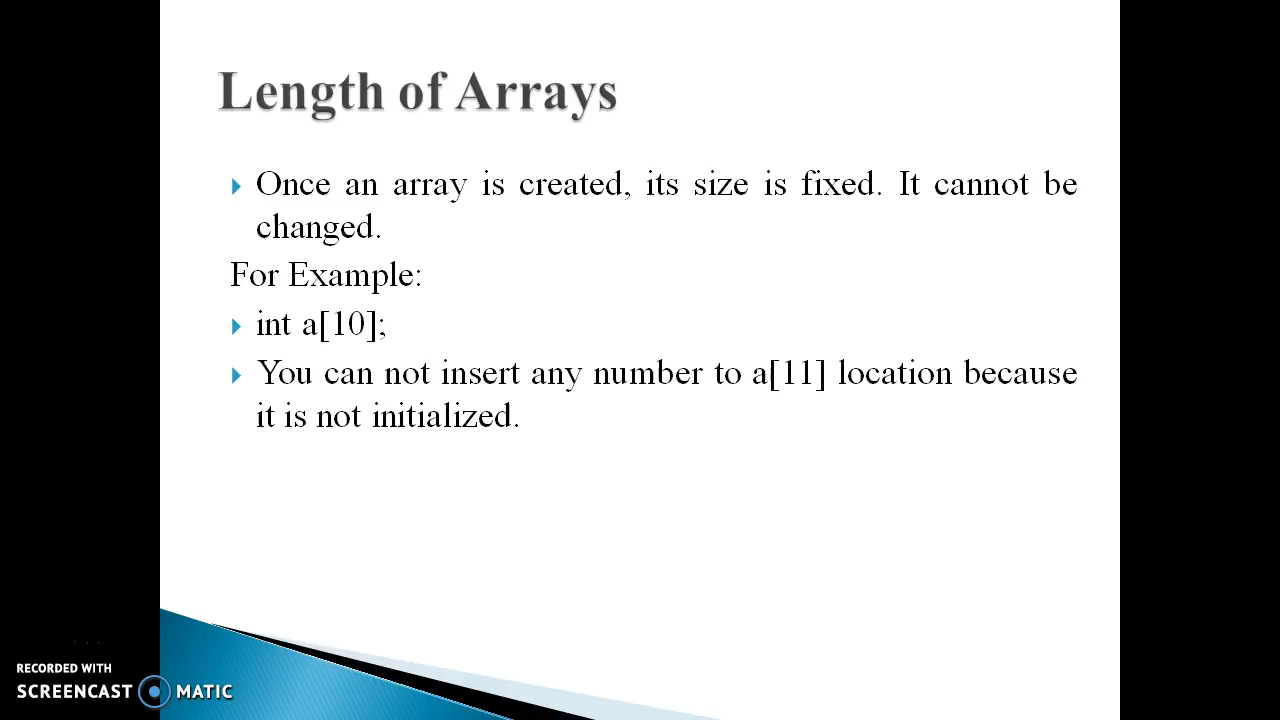 Length of Arrays
Once an array is created, its size is fixed. It cannot be
changed.
For Example:
int a[10];
You can not insert any number to a[11] location because
it is not initialized.
RECORDED WITH
SCREENCAST MATIC